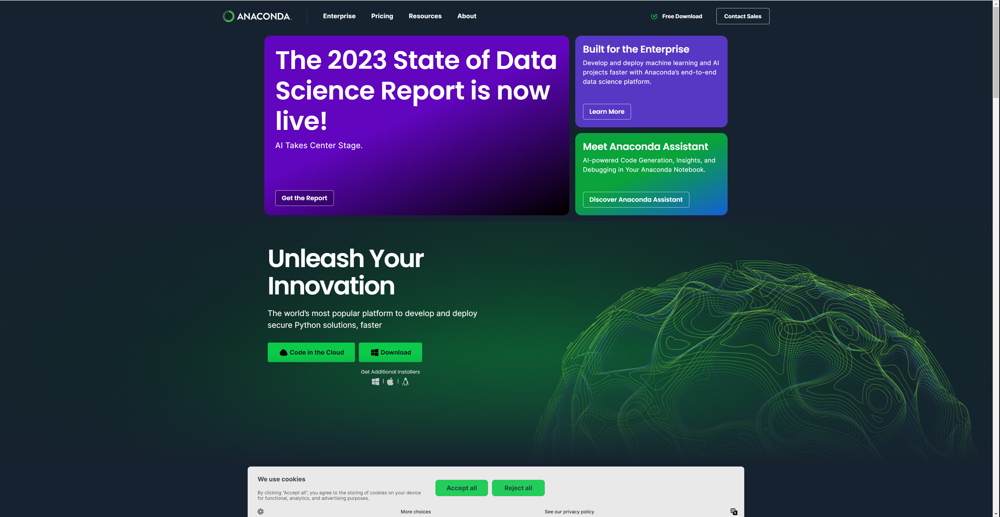 ANACONDA.
Enterprise
Pricing
Resources
About
Free Download
Contact Sales
The 2023 State of Data
Science Report is now
live!
AI Takes Center Stage.
Get the Report
Built for the Enterprise
Develop and deploy machine learning and AI
projects faster with Anaconda’s end-to-end
data science platform.
Learn More
Meet Anaconda Assistant
AI-powered Code Generation, Insights, and
Debugging in Your Anaconda Notebook.
Discover Anaconda Assistant
Unleash Your
Innovation
The world’s most popular platform to develop and deploy
secure Python solutions, faster
Code in the Cloud
Download
Get Additional Installers
We use cookies
By clicking “Accept all”, you agree to the storing of cookies on your device
for functional, analytics, and advertising purposes.
Accept all
Reject all
More choices
See our privacy policy